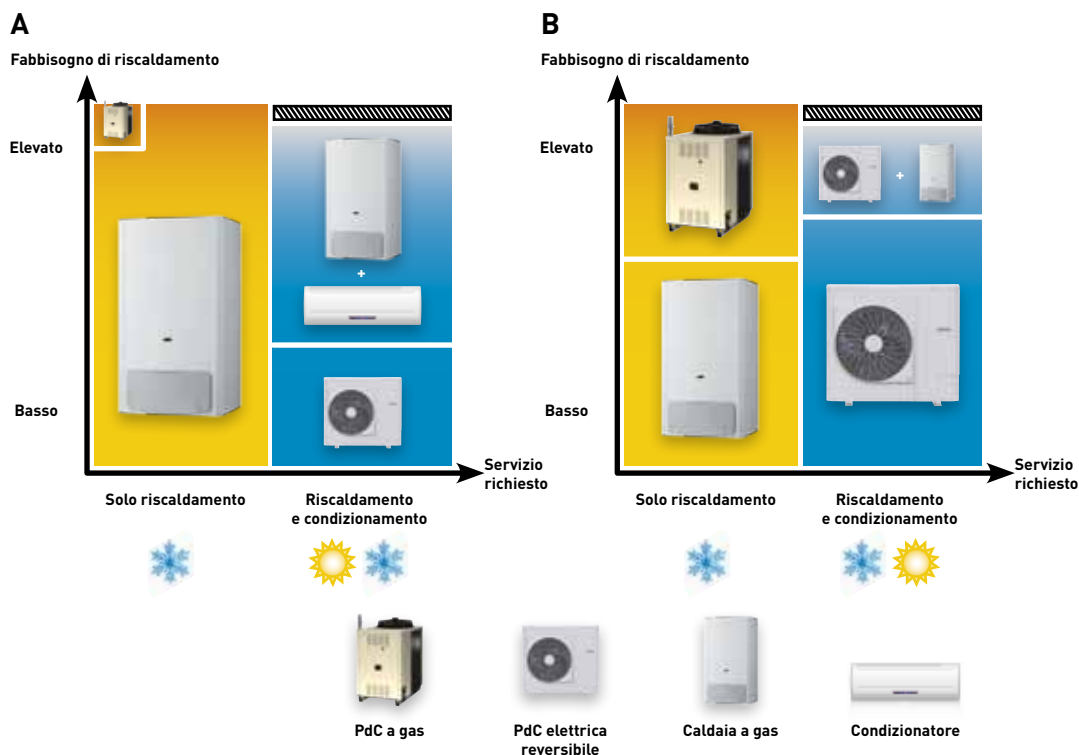 A
Fabbisogno di riscaldamento
Elevato
+
Basso
Servizio
richiesto
Solo riscaldamento
Riscaldamento
e condizionamento
B
Fabbisogno di riscaldamento
Elevato
+
Basso
Servizio
richiesto
Solo riscaldamento
Riscaldamento
e condizionamento
PdC a gas
PdC elettrica
reversibile
Caldaia a gas
Condizionatore